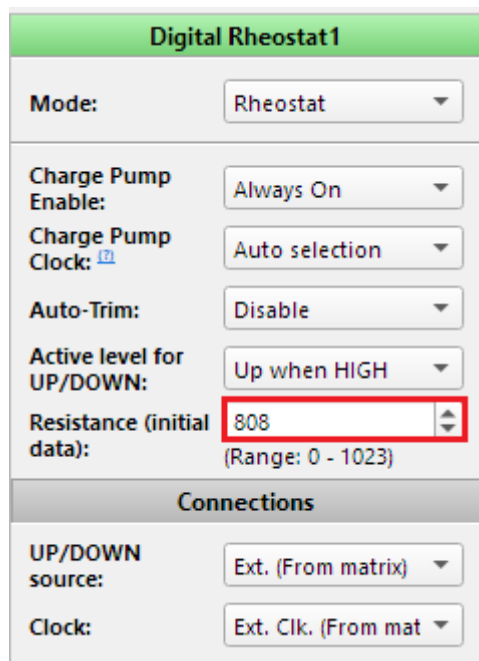 Digital Rheostat1
Mode: Rheostat
Charge Pump
Enable: Always On
Charge Pump
Clock: (?) Auto selection
Auto-Trim: Disable
Active level for
UP/DOWN: Up when HIGH
Resistance (initial
data): 808
(Range: 0 - 1023)
Connections
UP/DOWN
source: Ext. (From matrix)
Clock: Ext. Clk. (From mat